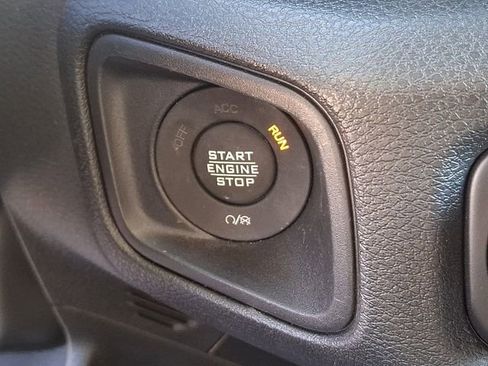 ACC
OFF
RUN
START
ENGINE
STOP